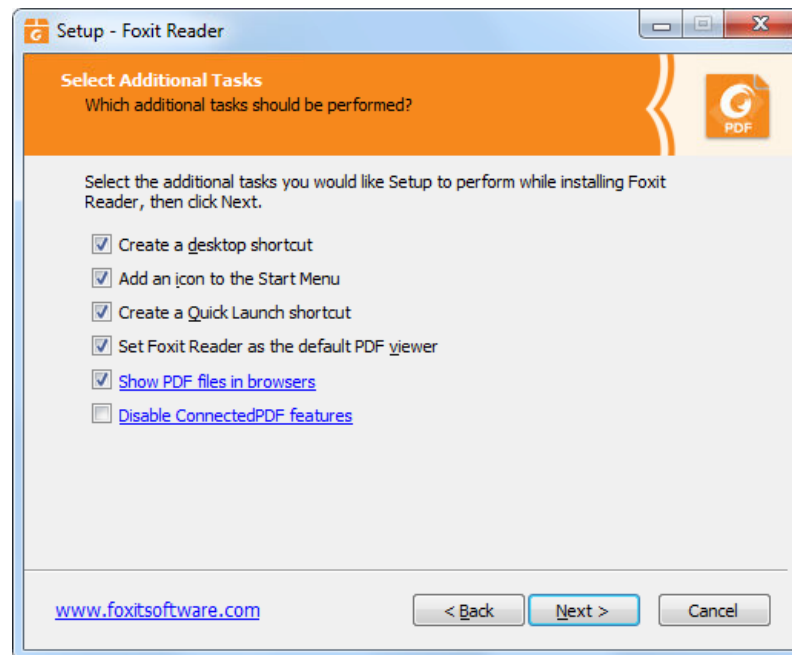 Setup - Foxit Reader
Select Additional Tasks
Which additional tasks should be performed?
PDF
Select the additional tasks you would like Setup to perform while installing Foxit
Reader, then click Next.
Create a desktop shortcut
Add an icon to the Start Menu
Create a Quick Launch shortcut
Set Foxit Reader as the default PDF viewer
Show PDF files in browsers
Disable ConnectedPDF features
www.foxitsoftware.com
< Back
Next >
Cancel